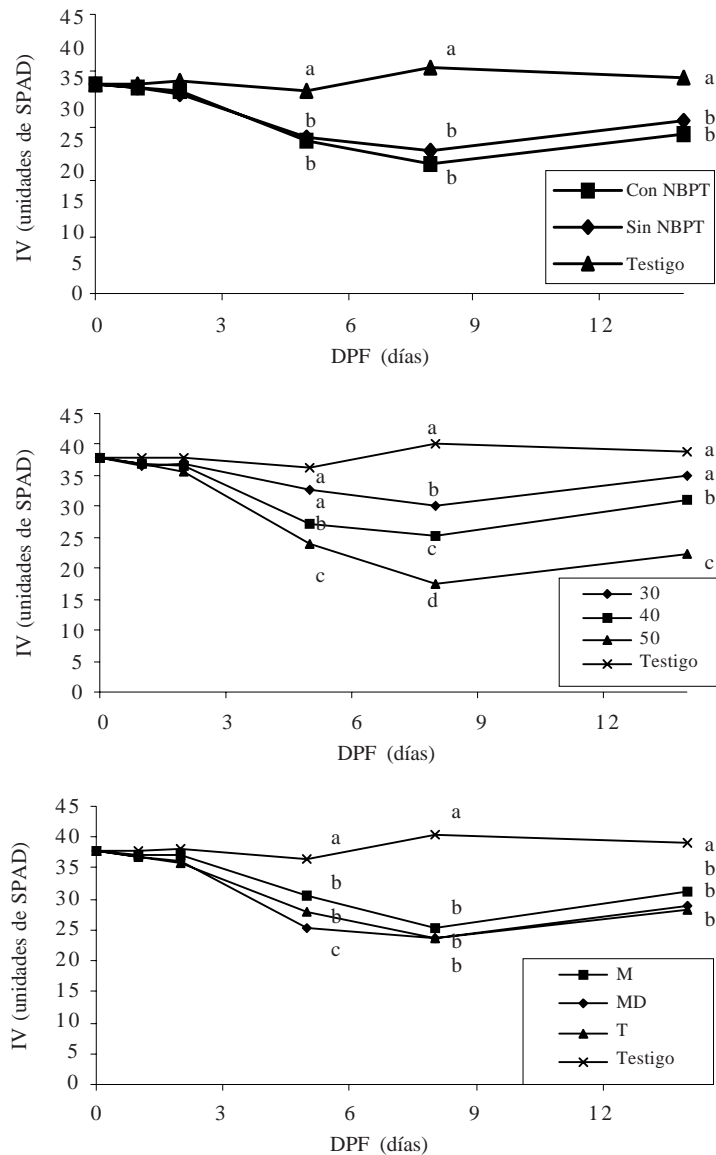 45
40
35
30
25
20
15
10
5
0
IV (unidades de SPAD)
a
a
a
b
b
b
b
b
b
Con NBPT
Sin NBPT
Testigo
0 3 6 9 12
DPF (días)
45
40
35
30
25
20
15
10
5
0
IV (unidades de SPAD)
a
a
a
b
a
a
b
b
c
c
c
d
30
40
50
Testigo
0 3 6 9 12
DPF (días)
45
40
35
30
25
20
15
10
5
0
IV (unidades de SPAD)
a
a
a
b
b
b
b
b
b
b
c
b
M
MD
T
Testigo
0 3 6 9 12
DPF (días)